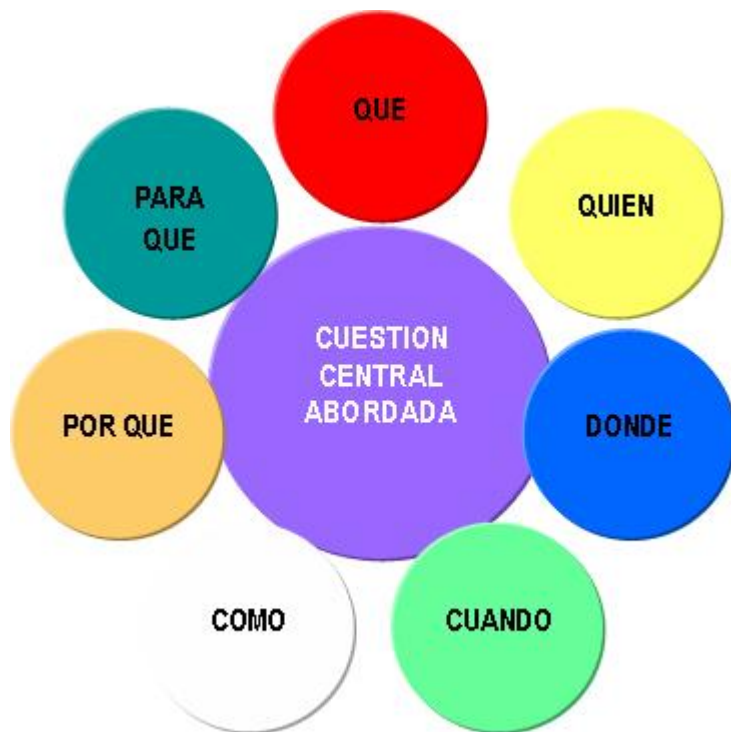 QUE
QUIEN
DONDE
CUANDO
COMO
POR QUE
PARA
QUE
CUESTION
CENTRAL
ABORDADA